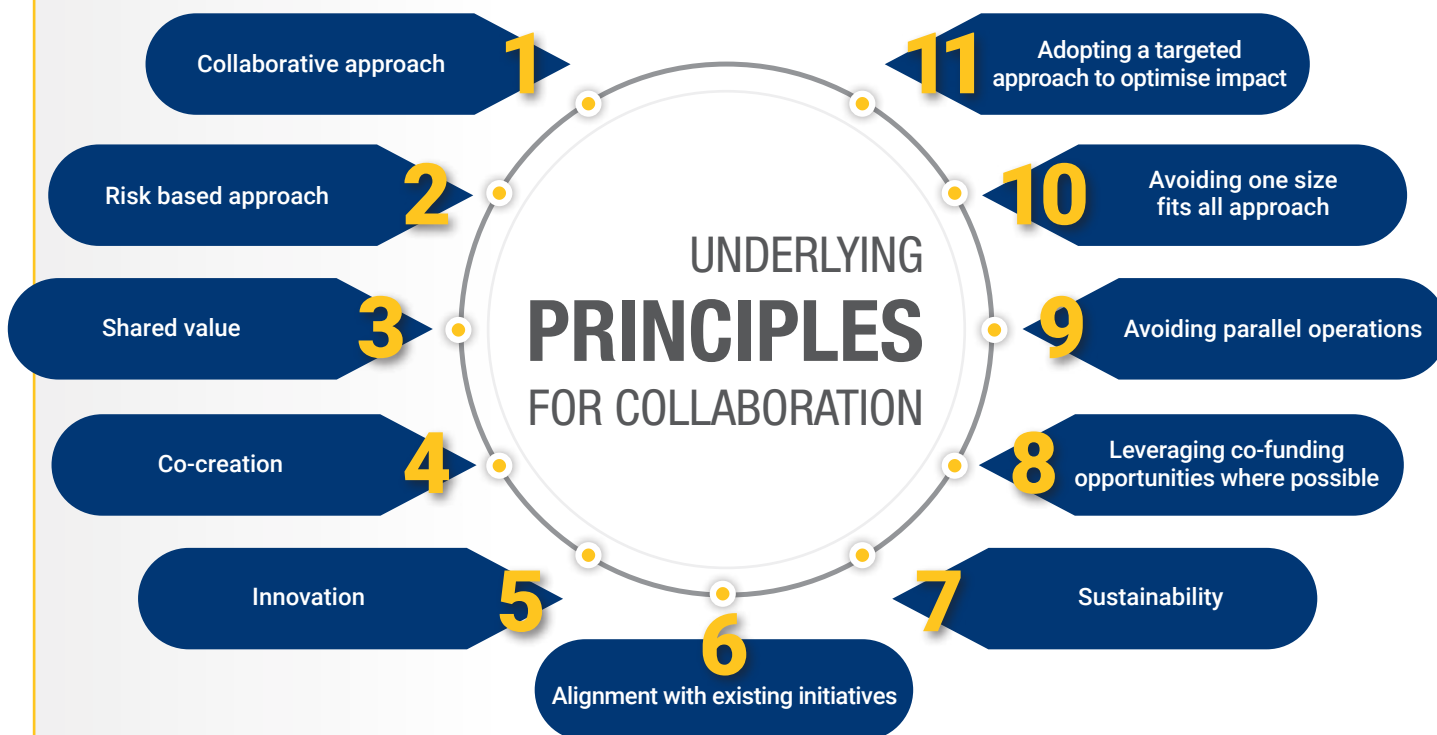 UNDERLYING
PRINCIPLES
FOR COLLABORATION
1
Collaborative approach
2
Risk based approach
3
Shared value
4
Co-creation
5
Innovation
6
Alignment with existing initiatives
7
Sustainability
8
Leveraging co-funding
opportunities where possible
9
Avoiding parallel operations
10
Avoiding one size
fits all approach
11
Adopting a targeted
approach to optimise impact